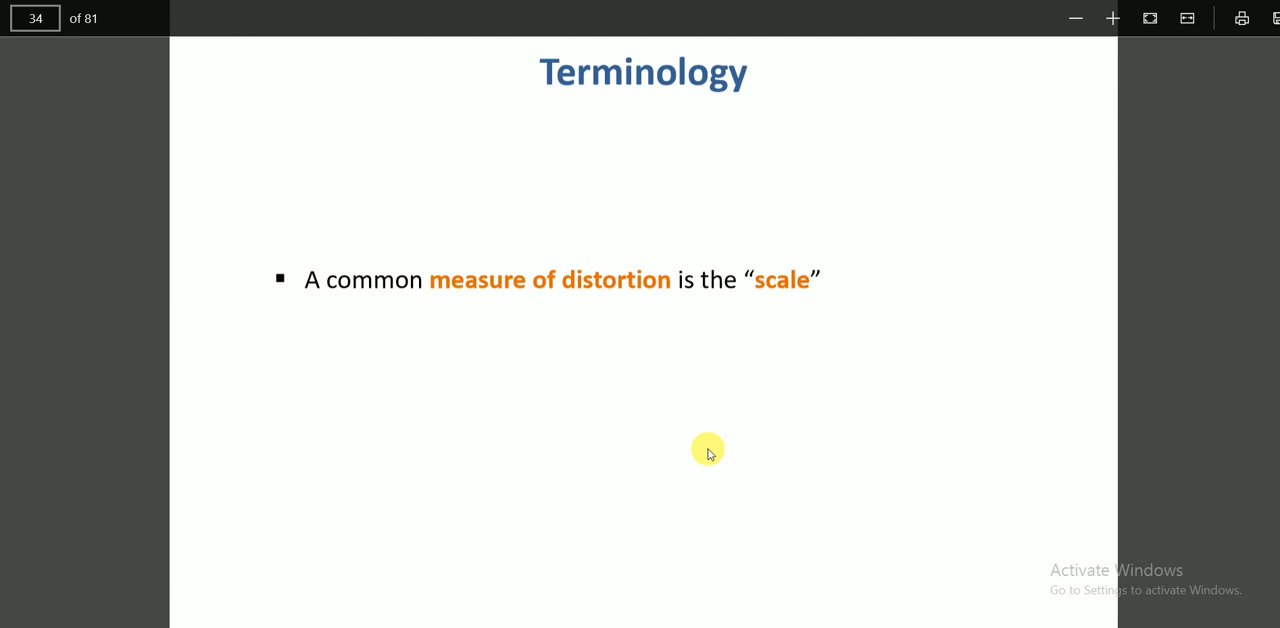 34 of 81
Terminology
▪ A common measure of distortion is the “scale”
Activate Windows
Go to Settings to activate Windows.